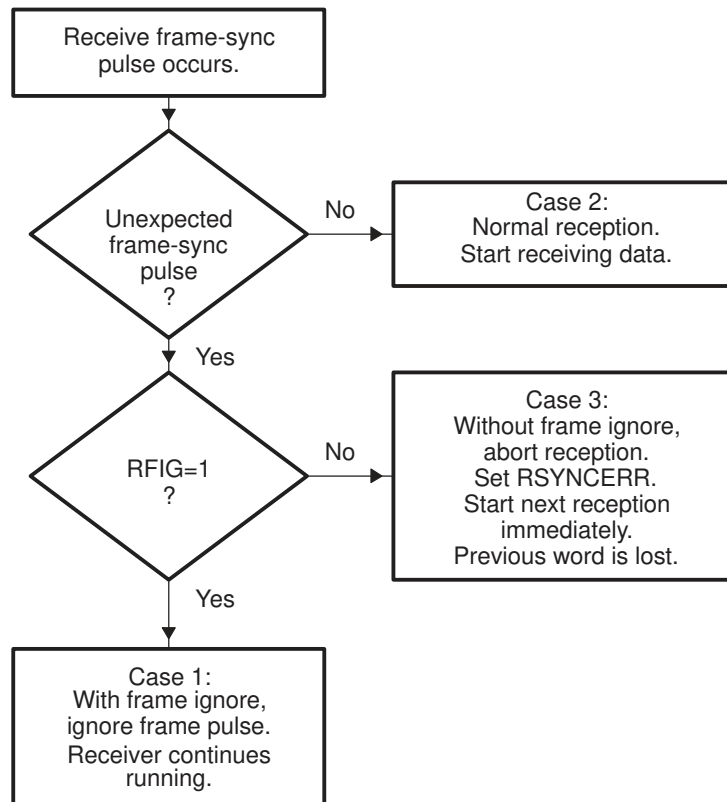 Receive frame-sync
pulse occurs.
Unexpected
frame-sync
pulse
?
No
Case 2:
Normal reception.
Start receiving data.
Yes
RFIG=1
?
No
Case 3:
Without frame ignore,
abort reception.
Set RSYNCERR.
Start next reception
immediately.
Previous word is lost.
Yes
Case 1:
With frame ignore,
ignore frame pulse.
Receiver continues
running.